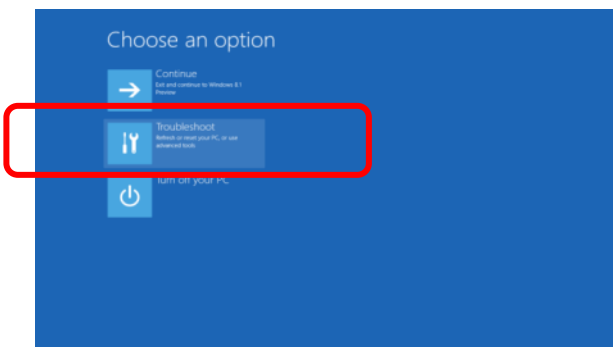 Choose an option
Continue
Exit and continue to Windows 8.1
Preview
Troubleshoot
Refresh or reset your PC, or use
advanced tools
Turn off your PC